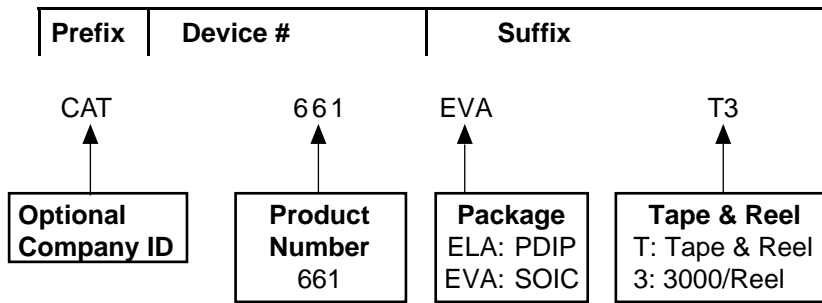 Prefix Device # Suffix
CAT 661 EVA T3
Optional
Company ID
Product
Number
661
Package
ELA: PDIP
EVA: SOIC
Tape & Reel
T: Tape & Reel
3: 3000/Reel